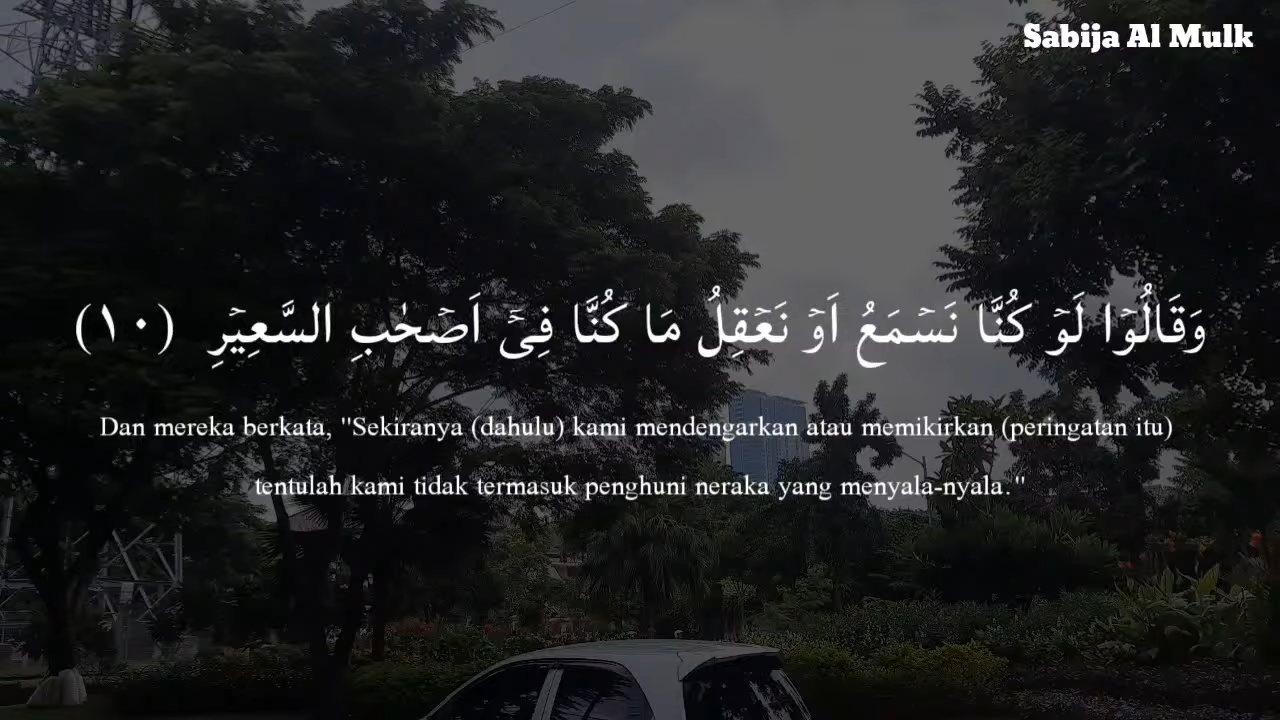 Sabija Al Mulk
وَقَالُوْا لَوْ كُنَّا نَسْمَعُ اَوْ نَعْقِلُ مَا كُنَّا فِيْٓ اَصْحٰبِ السَّعِيْرِ (١٠)
Dan mereka berkata, "Sekiranya (dahulu) kami mendengarkan atau memikirkan (peringatan itu)
tentulah kami tidak termasuk penghuni neraka yang menyala-nyala."